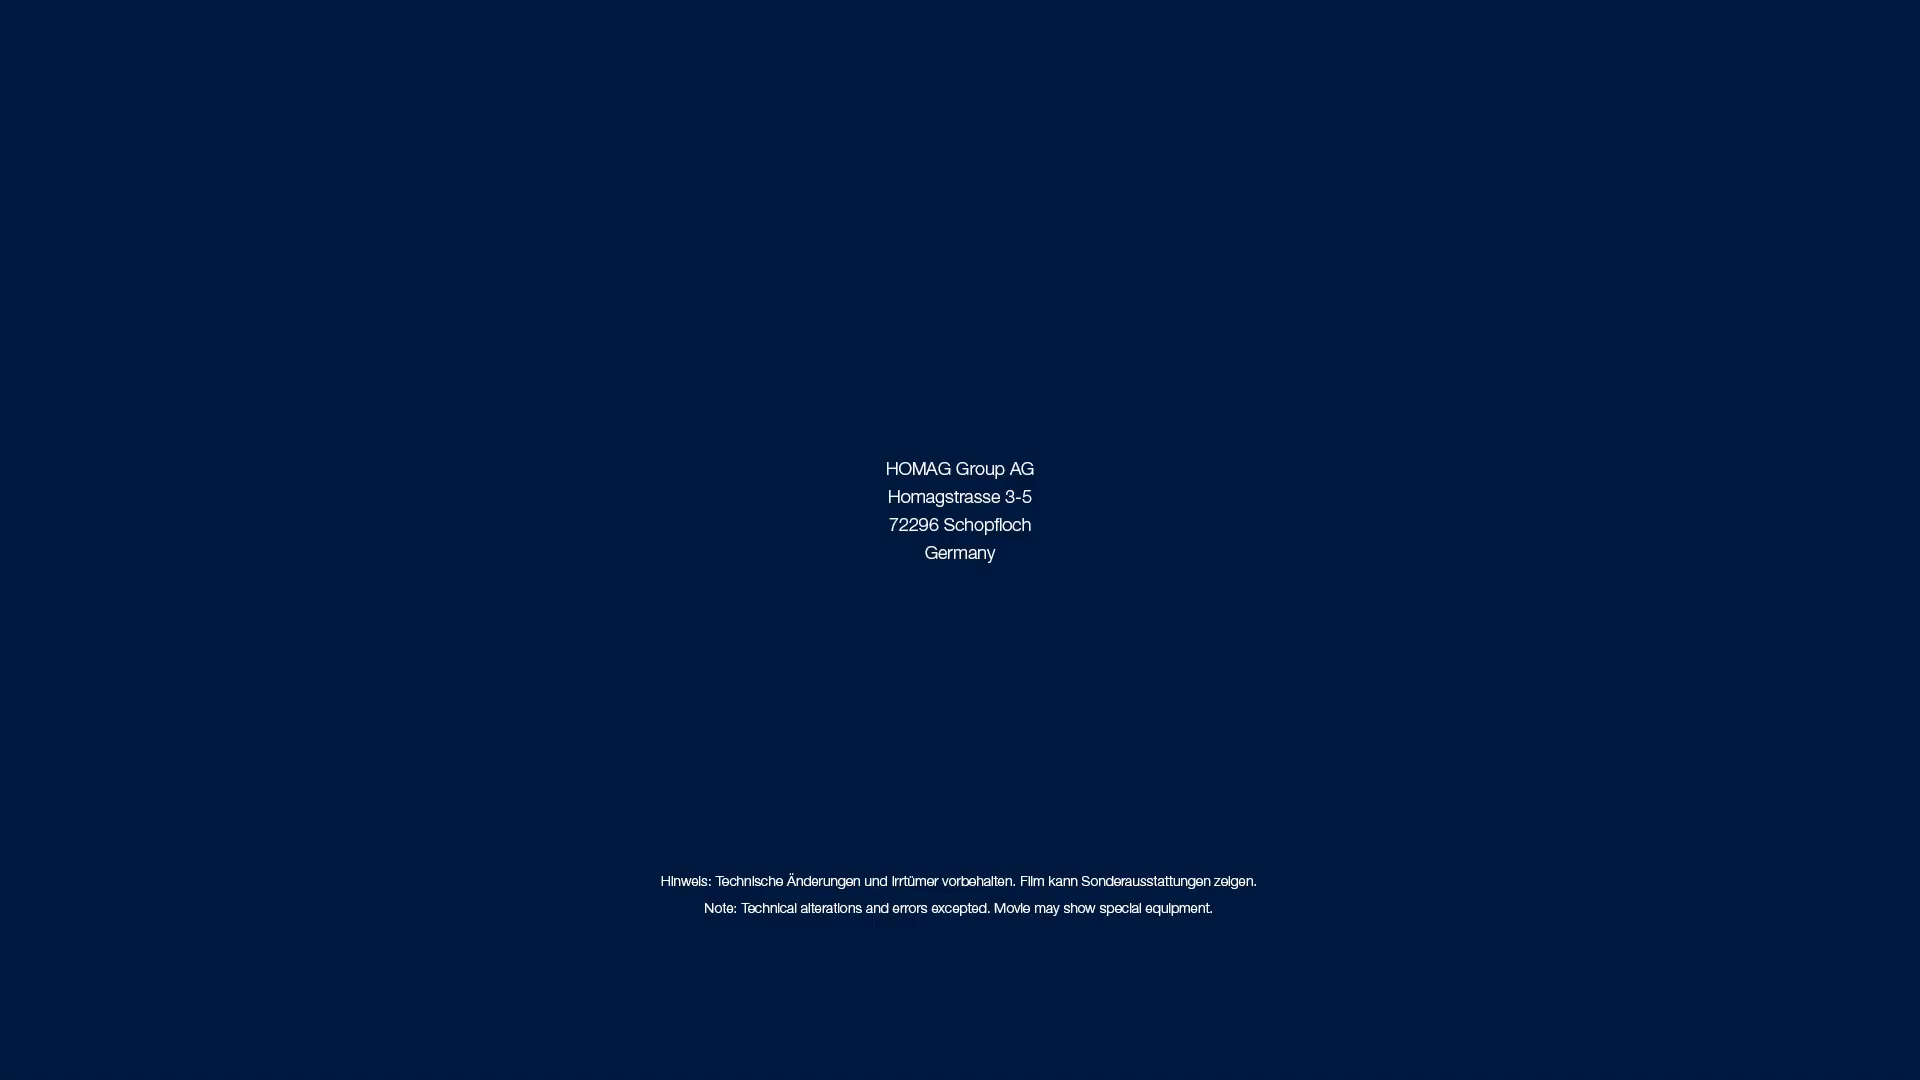 HOMAG Group AG
Homagstrasse 3-5
72296 Schopfloch
Germany
Hinweis: Technische Änderungen und Irrtümer vorbehalten. Film kann Sonderausstattungen zeigen.
Note: Technical alterations and errors excepted. Movie may show special equipment.